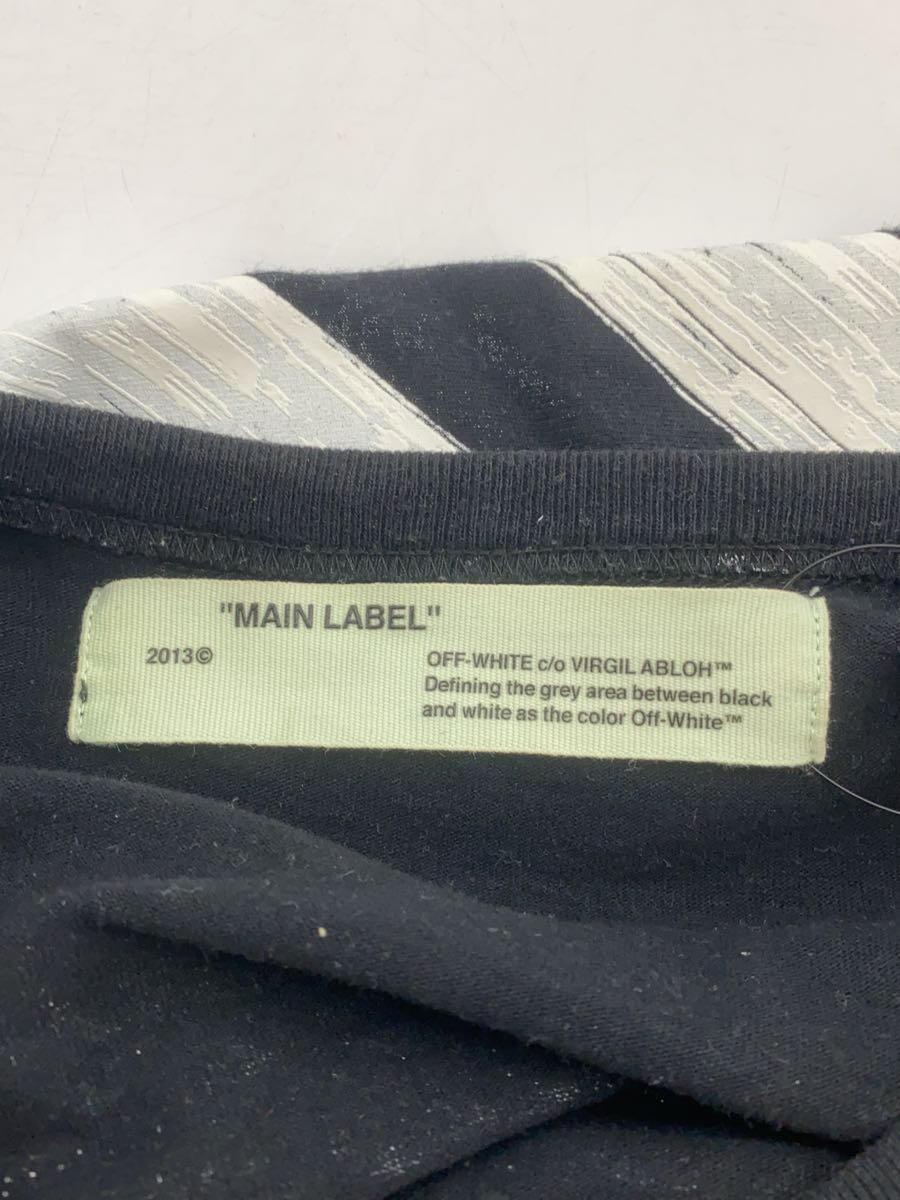 "MAIN LABEL"
2013©
OFF-WHITE c/o VIRGIL ABLOH™
Defining the grey area between black
and white as the color Off-White™